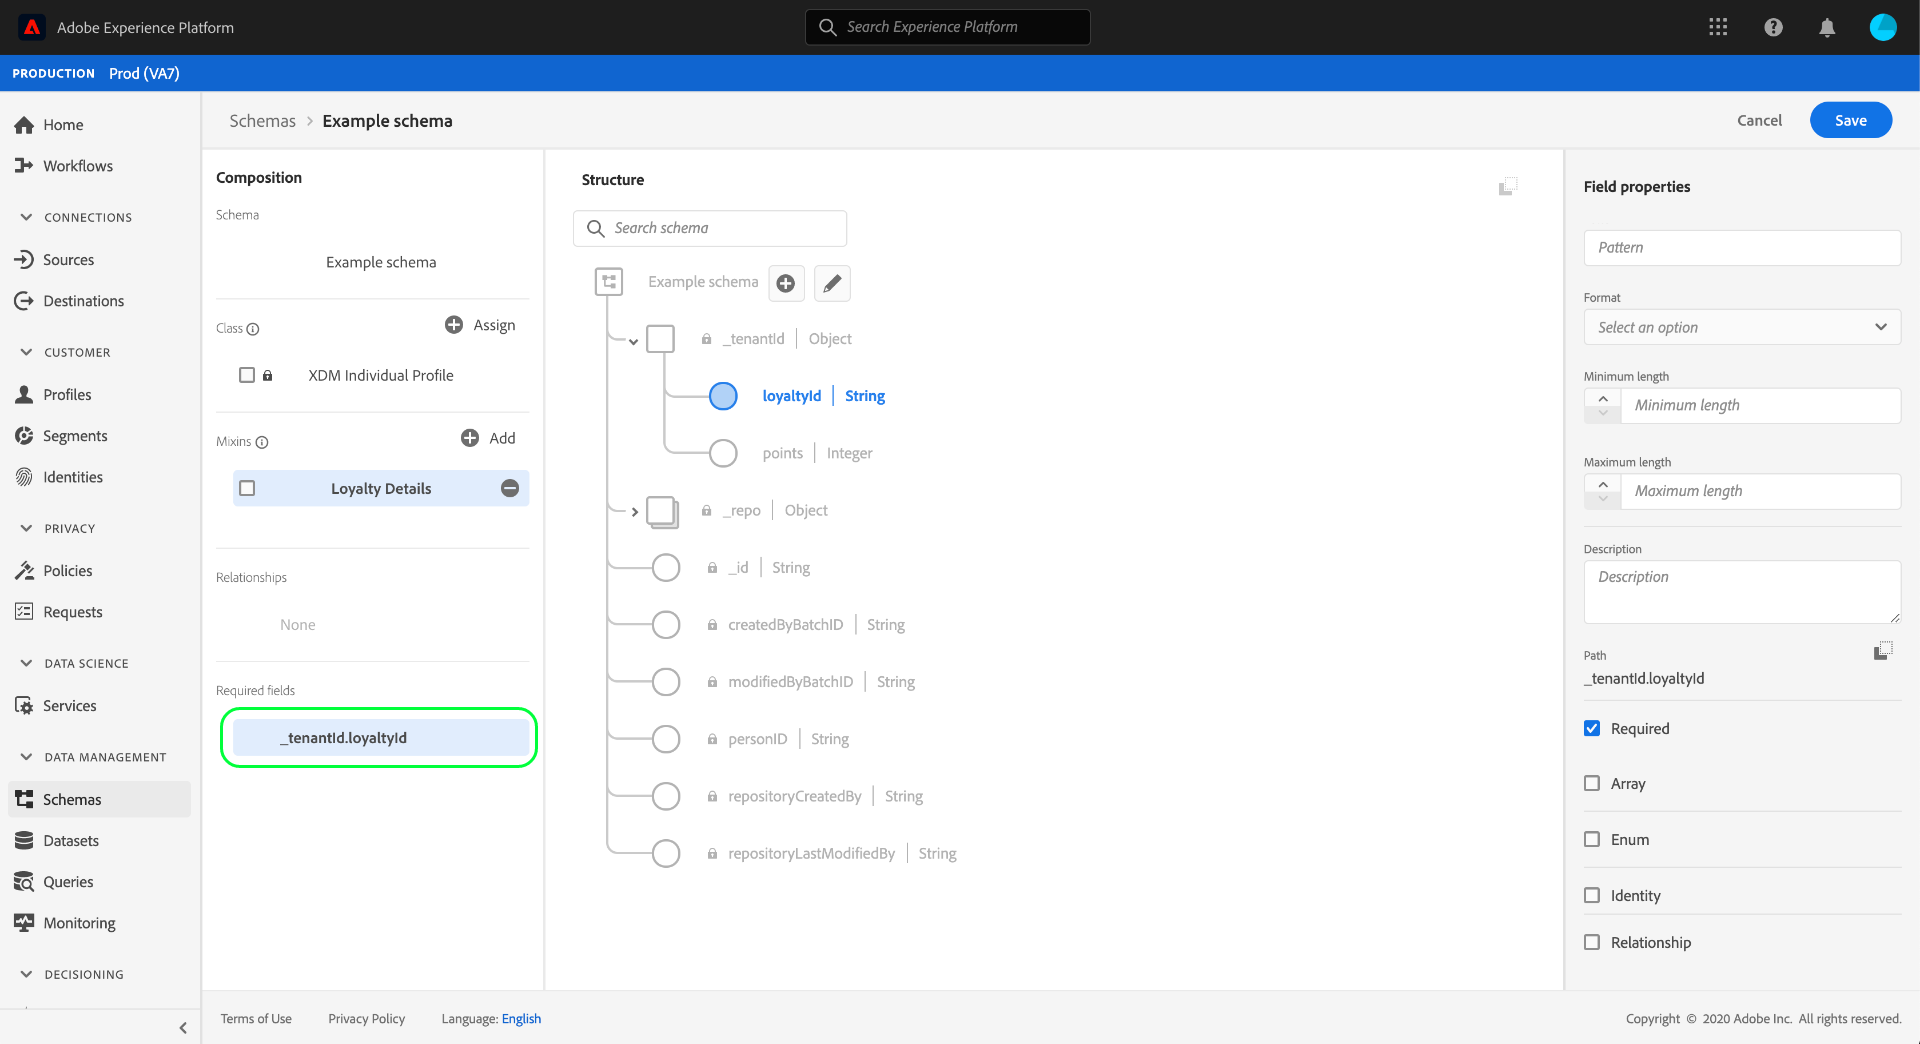 Adobe Experience Platform
Search Experience Platform
PRODUCTION Prod (VA7)
Home
Workflows
CONNECTIONS
Sources
Destinations
CUSTOMER
Profiles
Segments
Identities
PRIVACY
Policies
Requests
DATA SCIENCE
Services
DATA MANAGEMENT
Schemas
Datasets
Queries
Monitoring
DECISIONING
Schemas > Example schema
Cancel
Save
Composition
Schema
Example schema
Class
Assign
XDM Individual Profile
Mixins
Add
Loyalty Details
Relationships
None
Required fields
_tenantId.loyaltyId
Structure
Search schema
Example schema
_tenantId | Object
loyaltyId | String
points | Integer
_repo | Object
_id | String
createdByBatchID | String
modifiedByBatchID | String
personID | String
repositoryCreatedBy | String
repositoryLastModifiedBy | String
Field properties
Pattern
Format
Select an option
Minimum length
Minimum length
Maximum length
Maximum length
Description
Description
Path
_tenantId.loyaltyId
Required
Array
Enum
Identity
Relationship
Terms of Use
Privacy Policy
Language: English
Copyright © 2020 Adobe Inc. All rights reserved.